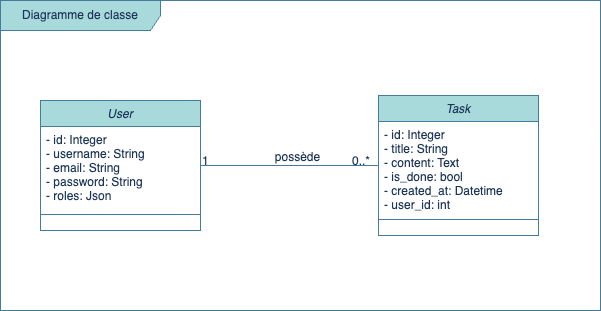 Diagramme de classe
User
- id: Integer
- username: String
- email: String
- password: String
- roles: Json
1
possède
0..*
Task
- id: Integer
- title: String
- content: Text
- is_done: bool
- created_at: Datetime
- user_id: int